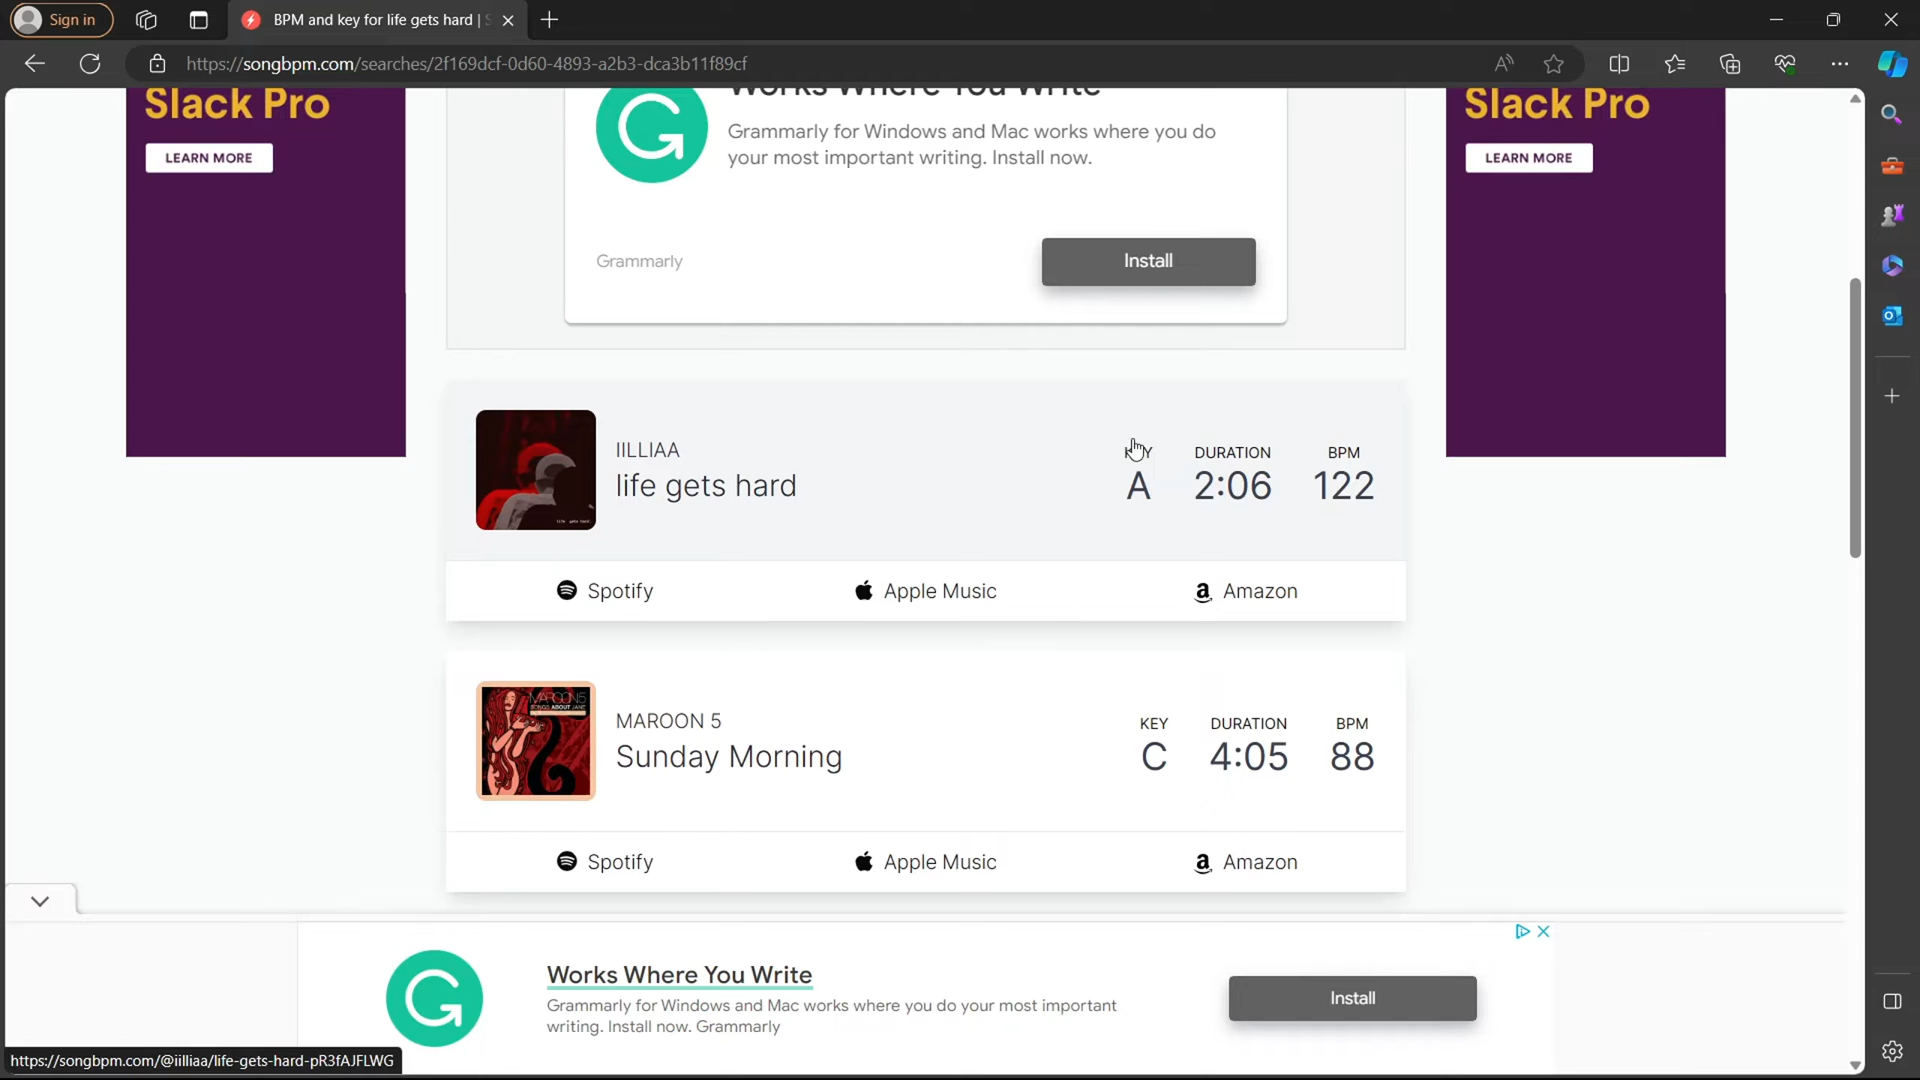 Sign in
BPM and key for life gets hard | S
https://songbpm.com/searches/2f169dcf-0d60-4893-a2b3-dca3b11f89cf
Slack Pro
LEARN MORE
Works Where You Write
Grammarly for Windows and Mac works where you do
your most important writing. Install now.
Grammarly
Install
Slack Pro
LEARN MORE
IILLIAA
life gets hard
KEY DURATION BPM
A 2:06 122
Spotify Apple Music Amazon
MAROON 5
Sunday Morning
KEY DURATION BPM
C 4:05 88
Spotify Apple Music Amazon
Works Where You Write
Grammarly for Windows and Mac works where you do your most important
writing. Install now. Grammarly
Install
https://songbpm.com/@iilliaa/life-gets-hard-pR3fAJFLWG